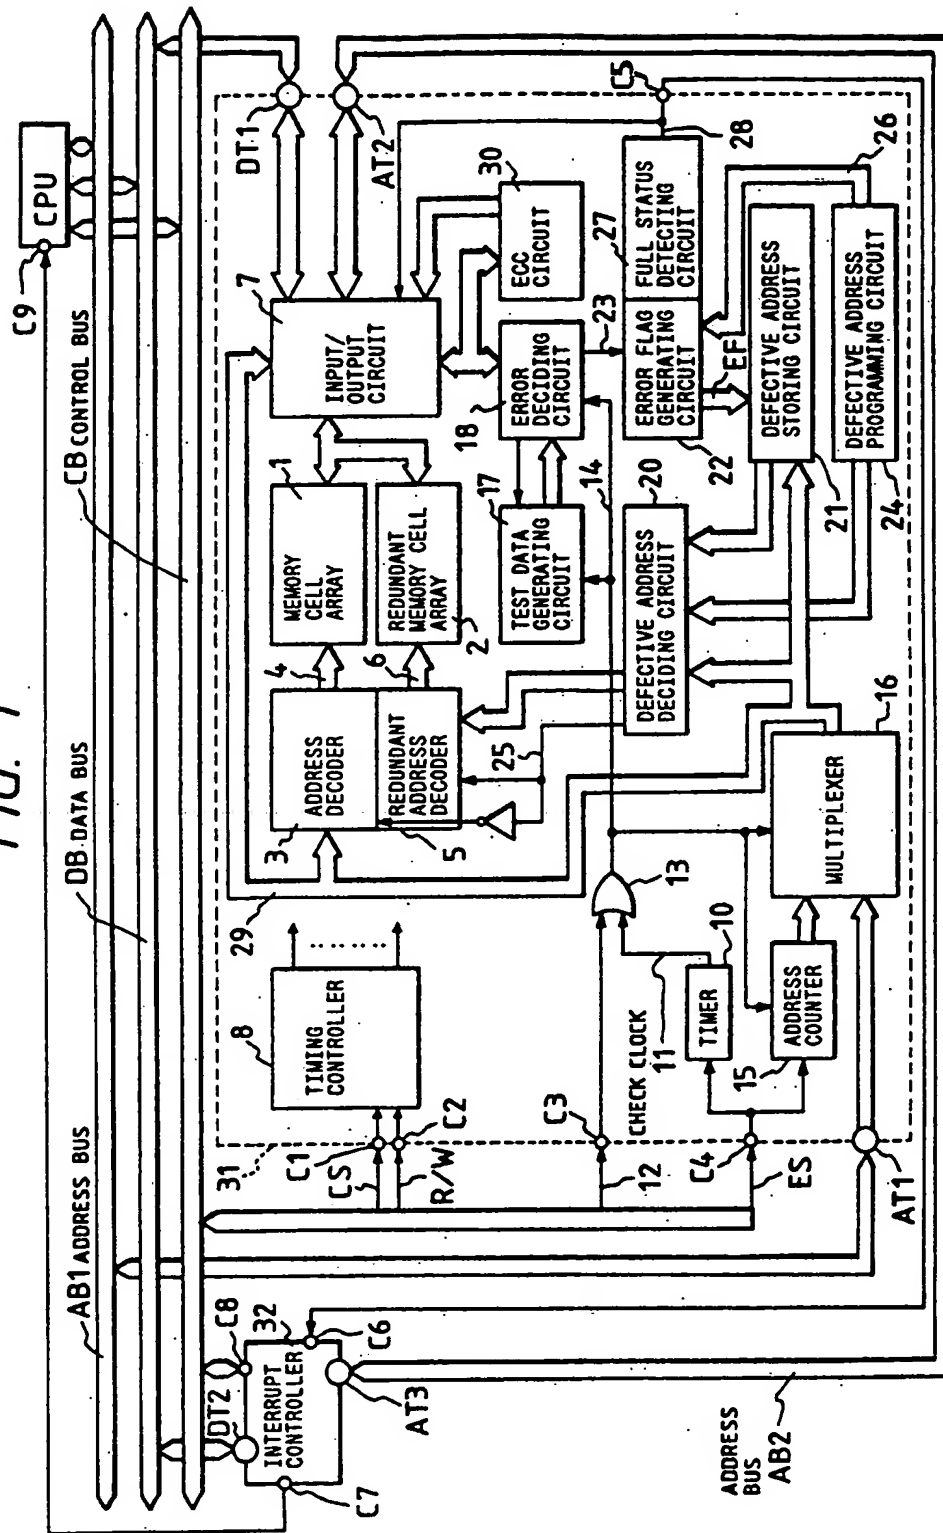 FIG. 1
AB1 ADDRESS BUS
DB DATA BUS
CB CONTROL BUS
C9
CPU
DT2
C8
32
INTERRUPT
CONTROLLER
C7
C6
AT3
ADDRESS
BUS
AB2
31
C1
CS
C2
R/W
8
TIMING
CONTROLLER
C3
12
CHECK CLOCK
C4
ES
AT1
11
TIMER
10
13
15
ADDRESS
COUNTER
MULTIPLEXER
16
29
3
ADDRESS
DECODER
4
5
REDUNDANT
ADDRESS
DECODER
6
25
MEMORY
CELL
ARRAY
1
REDUNDANT
MEMORY CELL
ARRAY
2
INPUT/
OUTPUT
CIRCUIT
7
DT1
AT2
17
TEST DATA
GENERATING
CIRCUIT
14
18
ERROR
DECIDING
CIRCUIT
23
ECC
CIRCUIT
30
20
DEFECTIVE ADDRESS
DECIDING CIRCUIT
22
ERROR FLAG
GENERATING
CIRCUIT
27
FULL STATUS
DETECTING
CIRCUIT
28
C5
EF
DEFECTIVE ADDRESS
STORING CIRCUIT
21
DEFECTIVE ADDRESS
PROGRAMMING CIRCUIT
24
26